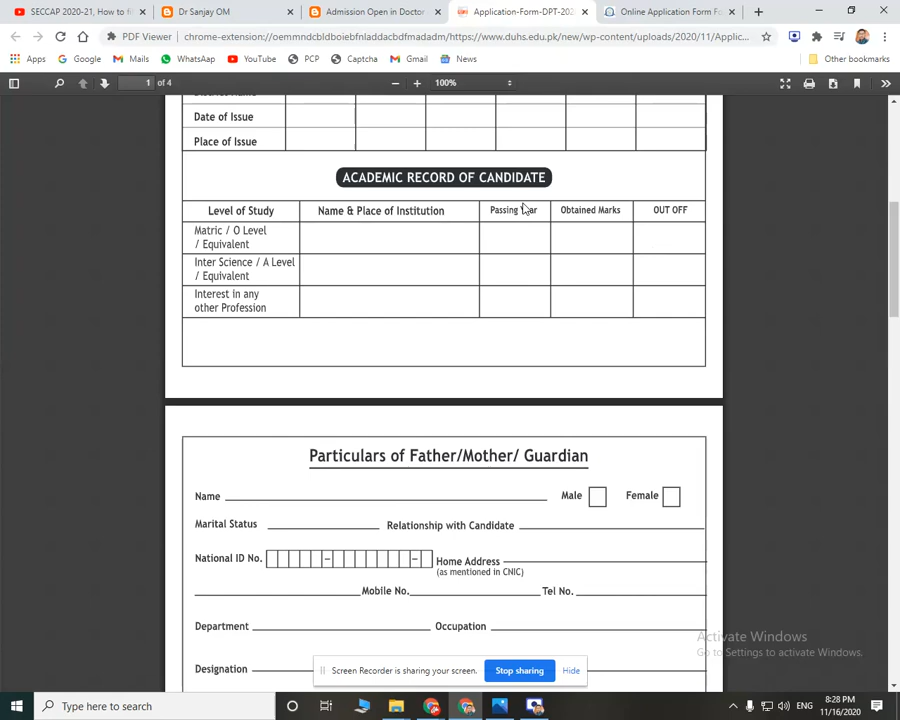 SECCAP 2020-21, How to fi
Dr Sanjay OM
Admission Open in Doctor
Application-Form-DPT-202
Online Application Form Fo
PDF Viewer
chrome-extension://oemmndcbldboiebfnladdacbdfmadadm/https://www.duhs.edu.pk/new/wp-content/uploads/2020/11/Applic...
Apps
Google
Mails
WhatsApp
YouTube
PCP
Captcha
Gmail
News
Other bookmarks
1 of 4
100%
Date of Issue
Place of Issue
ACADEMIC RECORD OF CANDIDATE
Level of Study
Name & Place of Institution
Passing Year
Obtained Marks
OUT OFF
Matric / O Level
/ Equivalent
Inter Science / A Level
/ Equivalent
Interest in any
other Profession
Particulars of Father/Mother/ Guardian
Name
Male
Female
Marital Status
Relationship with Candidate
National ID No.
Home Address
(as mentioned in CNIC)
Mobile No.
Tel No.
Department
Occupation
Designation
Activate Windows
Go to Settings to activate Windows.
Screen Recorder is sharing your screen.
Stop sharing
Hide
Type here to search
ENG
8:28 PM
11/16/2020